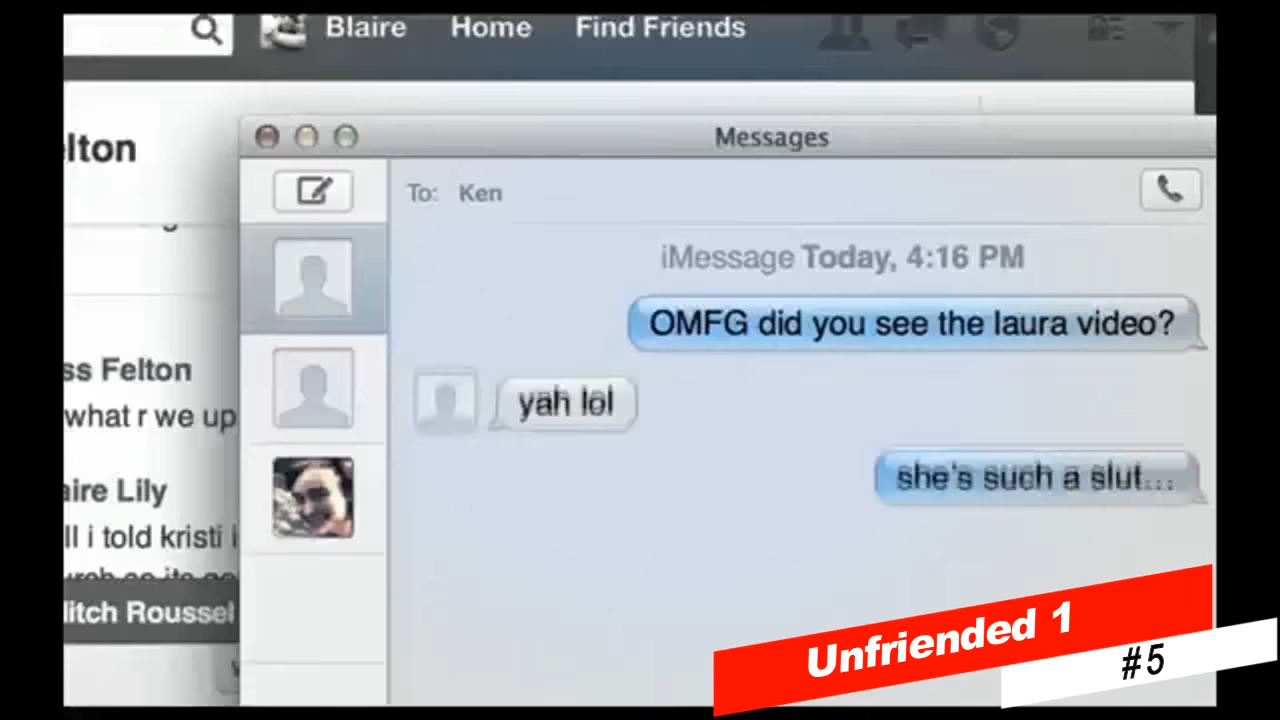 Blaire Home Find Friends
elton
Messages
To: Ken
iMessage Today, 4:16 PM
OMFG did you see the laura video?
yah lol
she's such a slut...
ss Felton
what r we up
aire Lily
ll i told kristi i
Mitch Roussel
Unfriended 1
#5